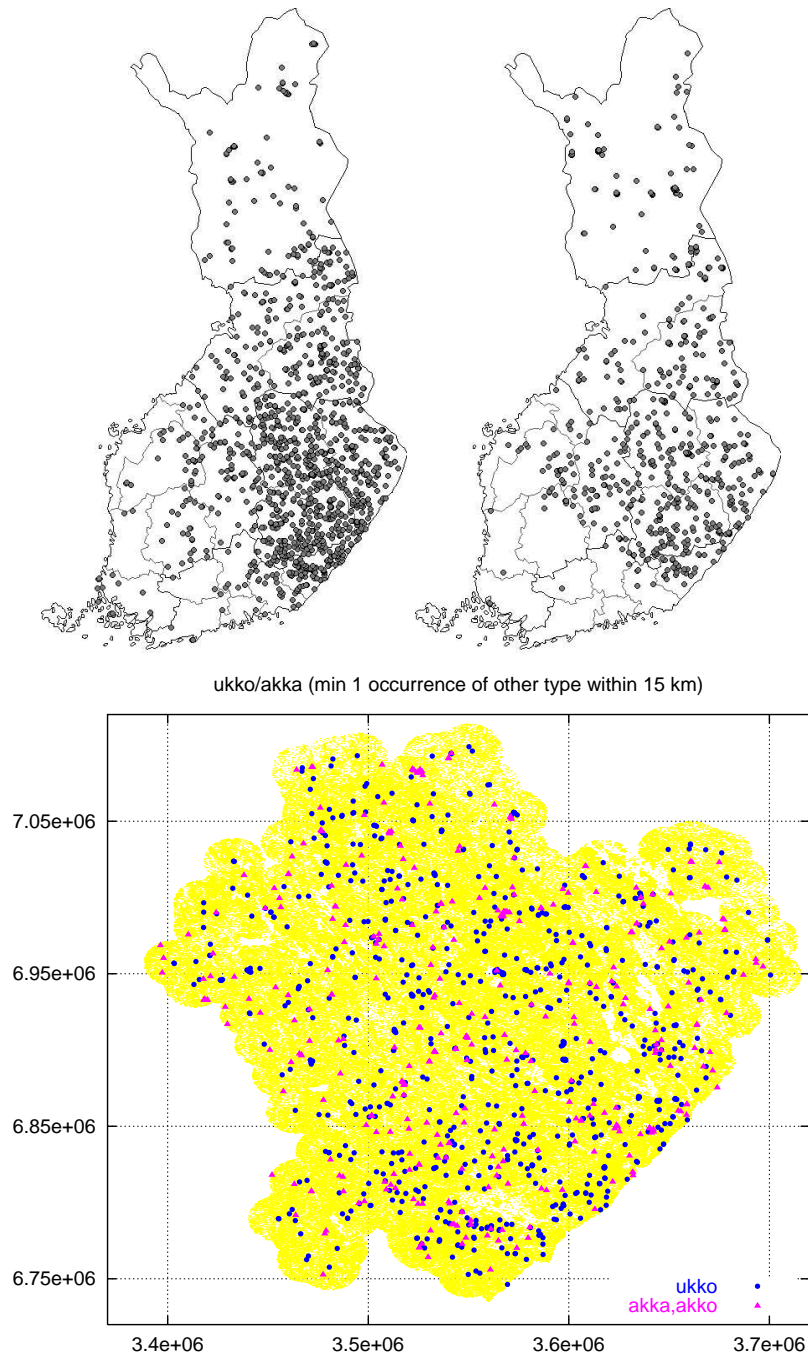 ukko/akka (min 1 occurrence of other type within 15 km)
7.05e+06
6.95e+06
6.85e+06
6.75e+06
ukko
akka,akko
3.4e+06 3.5e+06 3.6e+06 3.7e+06